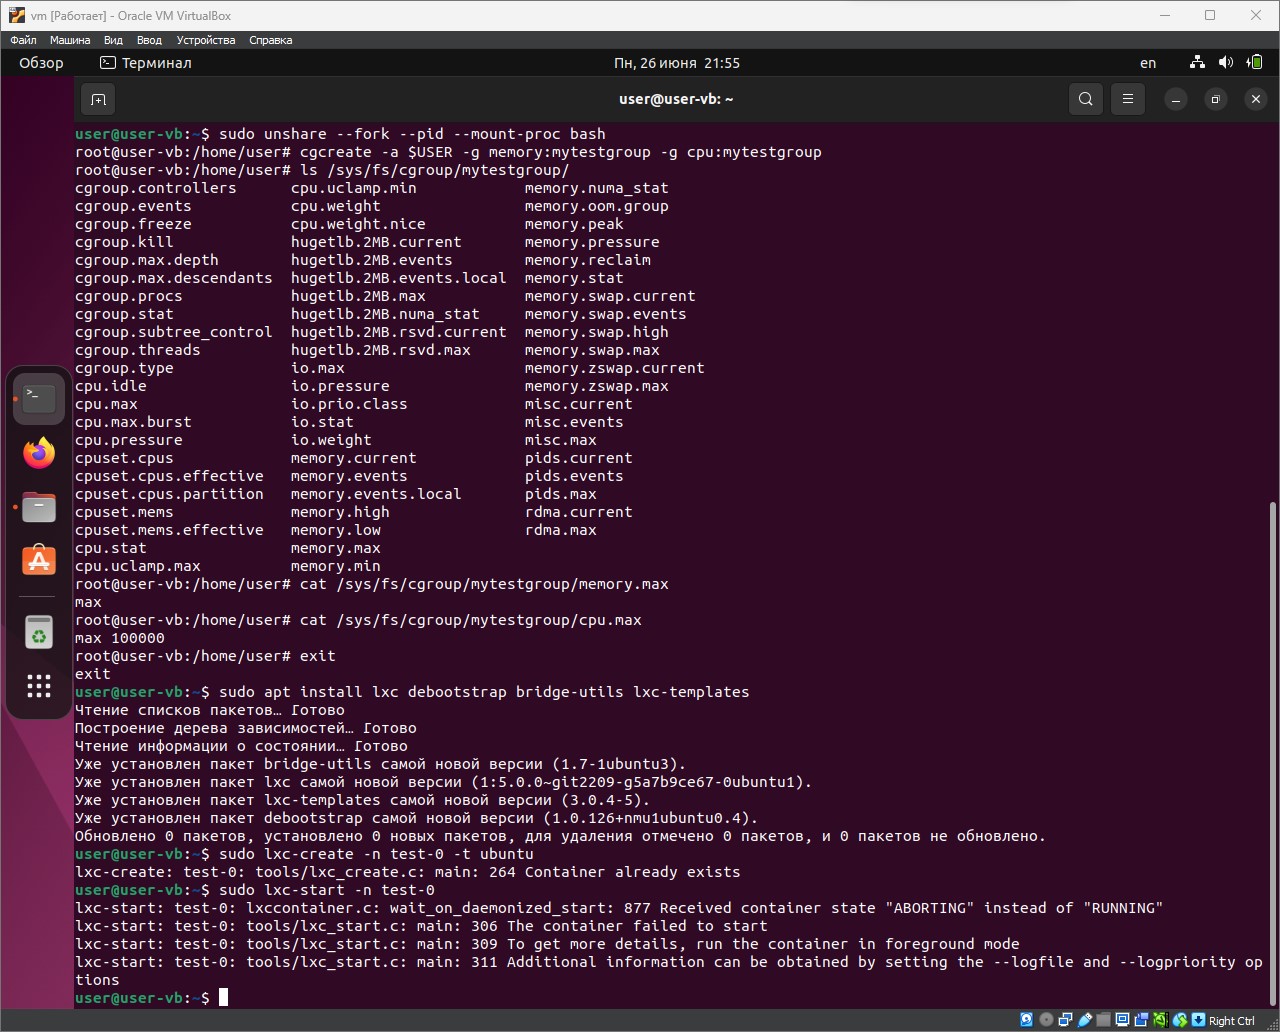 vm [Работает] - Oracle VM VirtualBox
Файл Машина Вид Ввод Устройства Справка
Обзор Терминал Пн, 26 июня 21:55 en
user@user-vb: ~
user@user-vb:~$ sudo unshare --fork --pid --mount-proc bash
root@user-vb:/home/user# cgcreate -a $USER -g memory:mytestgroup -g cpu:mytestgroup
root@user-vb:/home/user# ls /sys/fs/cgroup/mytestgroup/
cgroup.controllers cpu.uclamp.min memory.numa_stat
cgroup.events cpu.weight memory.oom.group
cgroup.freeze cpu.weight.nice memory.peak
cgroup.kill hugetlb.2MB.current memory.pressure
cgroup.max.depth hugetlb.2MB.events memory.reclaim
cgroup.max.descendants hugetlb.2MB.events.local memory.stat
cgroup.procs hugetlb.2MB.max memory.swap.current
cgroup.stat hugetlb.2MB.numa_stat memory.swap.events
cgroup.subtree_control hugetlb.2MB.rsvd.current memory.swap.high
cgroup.threads hugetlb.2MB.rsvd.max memory.swap.max
cgroup.type io.max memory.zswap.current
cpu.idle io.pressure memory.zswap.max
cpu.max io.prio.class misc.current
cpu.max.burst io.stat misc.events
cpu.pressure io.weight misc.max
cpuset.cpus memory.current pids.current
cpuset.cpus.effective memory.events pids.events
cpuset.cpus.partition memory.events.local pids.max
cpuset.mems memory.high rdma.current
cpuset.mems.effective memory.low rdma.max
cpu.stat memory.max
cpu.uclamp.max memory.min
root@user-vb:/home/user# cat /sys/fs/cgroup/mytestgroup/memory.max
max
root@user-vb:/home/user# cat /sys/fs/cgroup/mytestgroup/cpu.max
max 100000
root@user-vb:/home/user# exit
exit
user@user-vb:~$ sudo apt install lxc debootstrap bridge-utils lxc-templates
Чтение списков пакетов… Готово
Построение дерева зависимостей… Готово
Чтение информации о состоянии… Готово
Уже установлен пакет bridge-utils самой новой версии (1.7-1ubuntu3).
Уже установлен пакет lxc самой новой версии (1:5.0.0~git2209-g5a7b9ce67-0ubuntu1).
Уже установлен пакет lxc-templates самой новой версии (3.0.4-5).
Уже установлен пакет debootstrap самой новой версии (1.0.126+nmu1ubuntu0.4).
Обновлено 0 пакетов, установлено 0 новых пакетов, для удаления отмечено 0 пакетов, и 0 пакетов не обновлено.
user@user-vb:~$ sudo lxc-create -n test-0 -t ubuntu
lxc-create: test-0: tools/lxc_create.c: main: 264 Container already exists
user@user-vb:~$ sudo lxc-start -n test-0
lxc-start: test-0: lxccontainer.c: wait_on_daemonized_start: 877 Received container state "ABORTING" instead of "RUNNING"
lxc-start: test-0: tools/lxc_start.c: main: 306 The container failed to start
lxc-start: test-0: tools/lxc_start.c: main: 309 To get more details, run the container in foreground mode
lxc-start: test-0: tools/lxc_start.c: main: 311 Additional information can be obtained by setting the --logfile and --logpriority op
tions
user@user-vb:~$
Right Ctrl